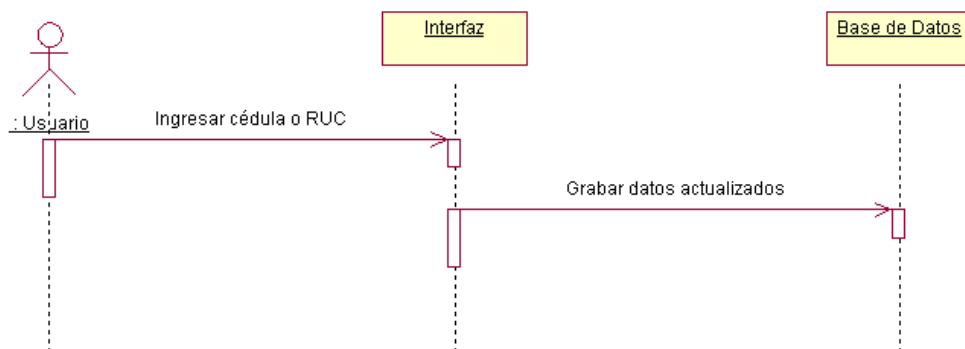 Interfaz
Base de Datos
: Usuario
Ingresar cédula o RUC
Grabar datos actualizados